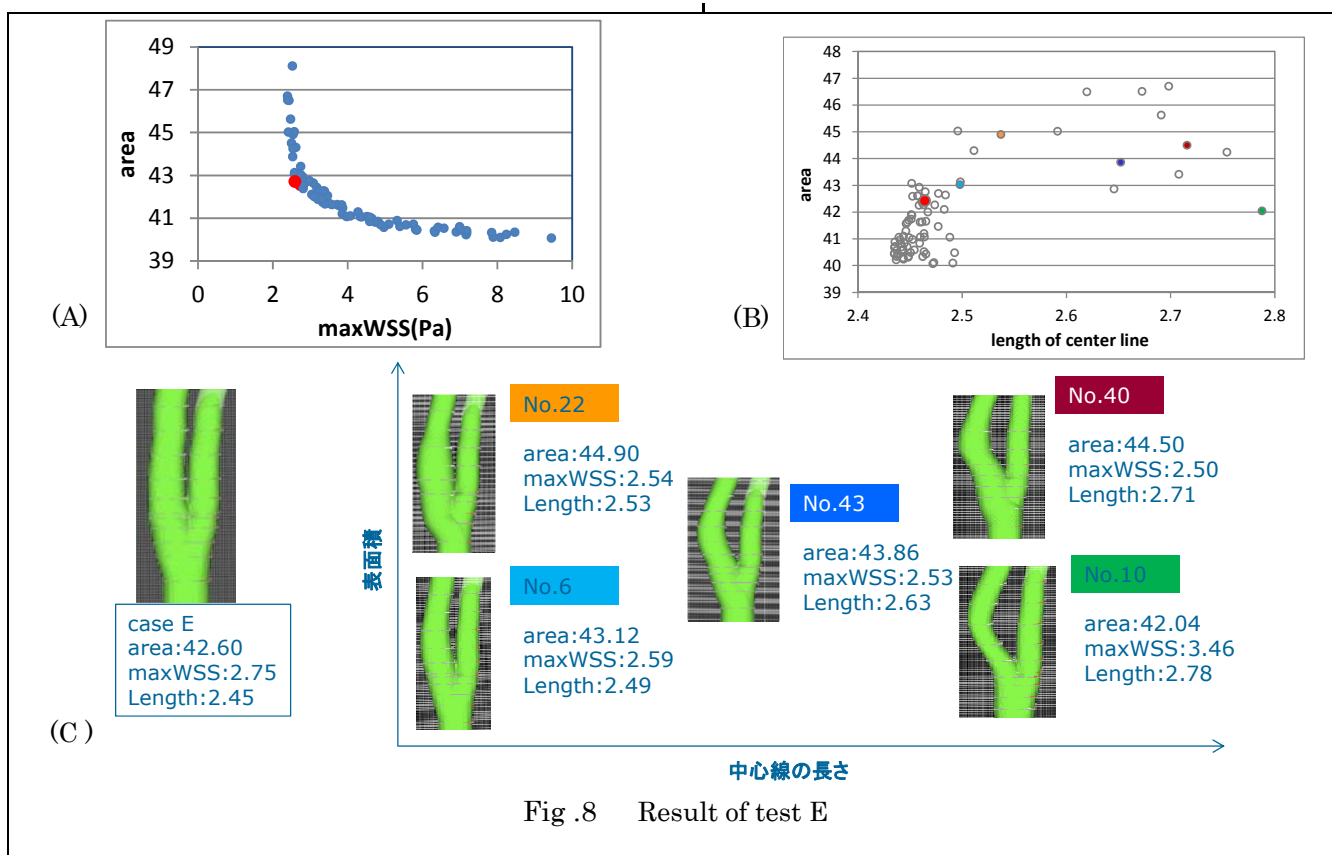 49
47
45
43
41
39
area
0
2
4
6
8
10
maxWSS(Pa)
(A)
48
47
46
45
44
43
42
41
40
39
area
2.4
2.5
2.6
2.7
2.8
length of center line
(B)
case E
area:42.60
maxWSS:2.75
Length:2.45
表面積
No.22
area:44.90
maxWSS:2.54
Length:2.53
No.6
area:43.12
maxWSS:2.59
Length:2.49
No.43
area:43.86
maxWSS:2.53
Length:2.63
No.40
area:44.50
maxWSS:2.50
Length:2.71
No.10
area:42.04
maxWSS:3.46
Length:2.78
(C )
中心線の長さ
Fig .8 Result of test E